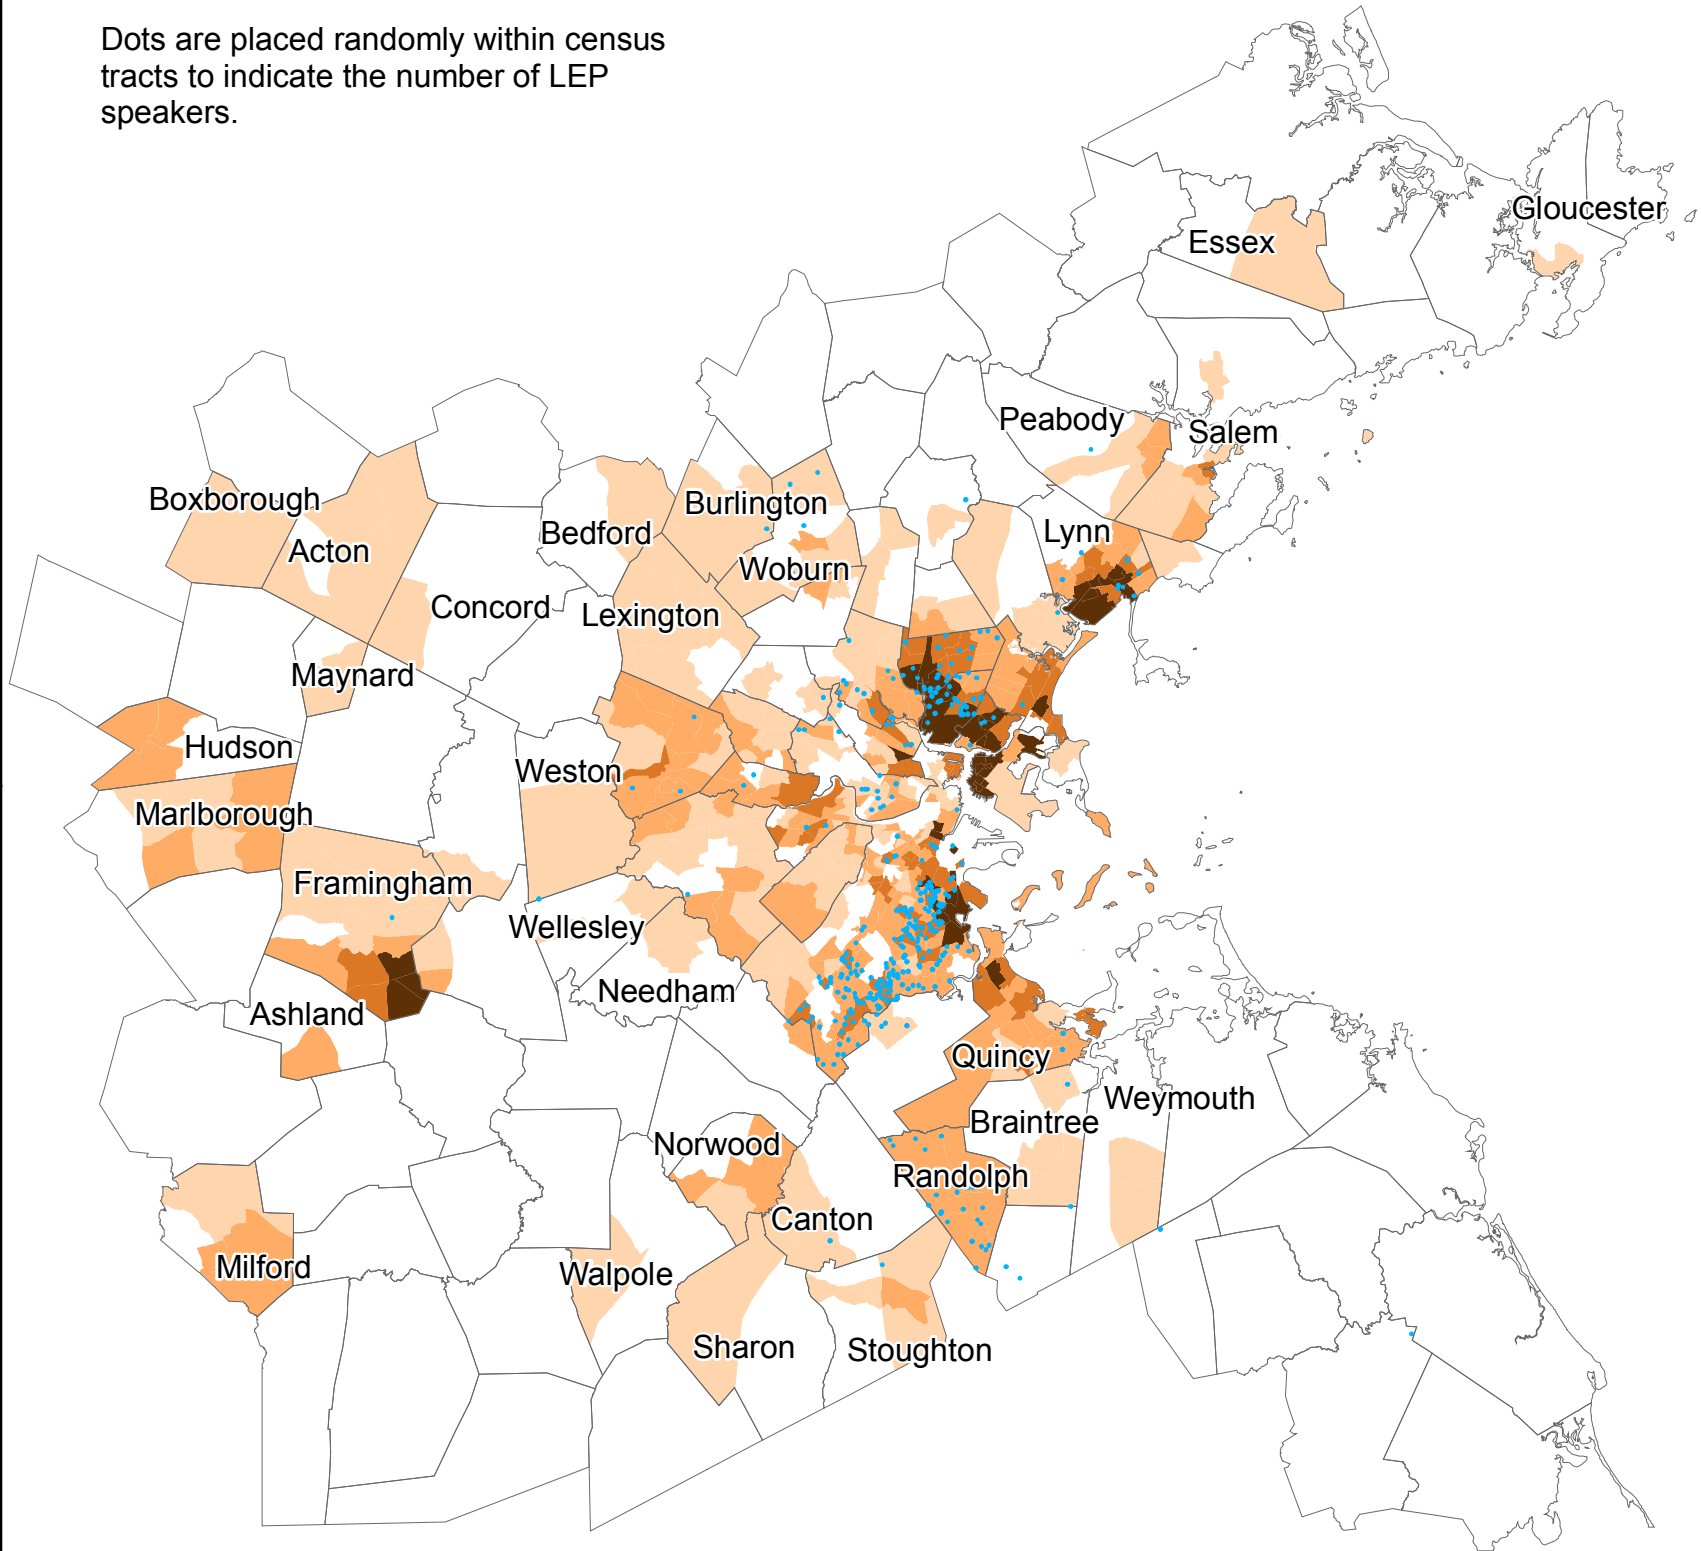 Dots are placed randomly within census
tracts to indicate the number of LEP
speakers.
Gloucester
Essex
Peabody
Salem
Boxborough
Burlington
Bedford
Lynn
Acton
Woburn
Concord
Lexington
Maynard
Hudson
Weston
Marlborough
Framingham
Wellesley
Needham
Ashland
Quincy
Weymouth
Braintree
Norwood
Randolph
Canton
Milford
Walpole
Sharon
Stoughton